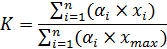 K = \frac{\sum_{i=1}^{n}(\alpha_i \times x_i)}{\sum_{i=1}^{n}(\alpha_i \times x_{max})}